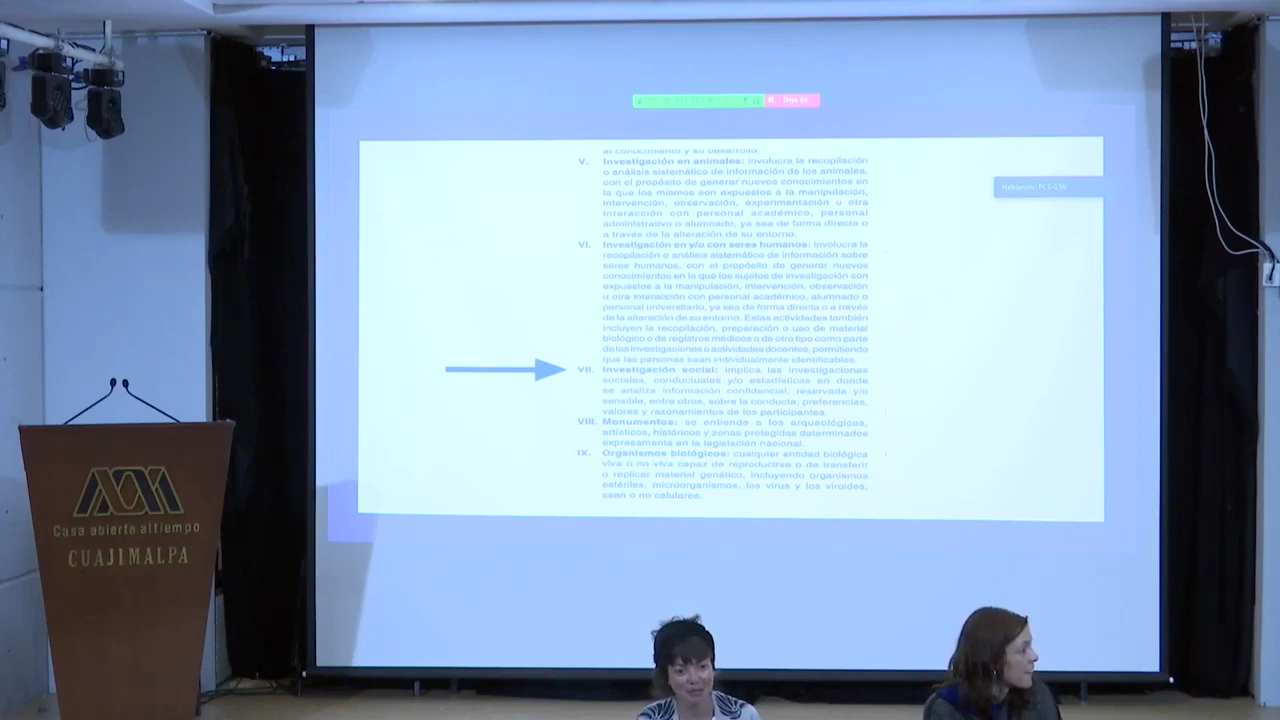 Deja de
al conocimiento y su desarrollo.
V. Investigación en animales: involucra la recopilación
o análisis sistemático de información de los animales,
con el propósito de generar nuevos conocimientos en
la que los mismos son expuestos a la manipulación,
intervención, observación, experimentación u otra
interacción con personal académico, personal
administrativo o alumnado, ya sea de forma directa o
a través de la alteración de su entorno.
VI. Investigación en y/o con seres humanos: involucra la
recopilación o análisis sistemático de información sobre
seres humanos, con el propósito de generar nuevos
conocimientos en la que los sujetos de investigación son
expuestos a la manipulación, intervención, observación
u otra interacción con personal académico, alumnado o
personal universitario, ya sea de forma directa o a través
de la alteración de su entorno. Estas actividades también
incluyen la recopilación, preparación o uso de material
biológico o de registros médicos o de otro tipo como parte
de las investigaciones o actividades docentes, permitiendo
que las personas sean individualmente identificables.
VII. Investigación social: implica las investigaciones
sociales, conductuales y/o estadísticas en donde
se analiza información confidencial, reservada y/o
sensible, entre otros, sobre la conducta, preferencias,
valores y razonamientos de los participantes.
VIII. Monumentos: se entiende a los arqueológicos,
artísticos, históricos y zonas protegidas determinados
expresamente en la legislación nacional.
IX. Organismos biológicos: cualquier entidad biológica
viva o no viva capaz de reproducirse o de transferir
o replicar material genético, incluyendo organismos
estériles, microorganismos, los virus y los viroides,
sean o no celulares.
Hablando: PC3-G36
Casa abierta al tiempo
CUAJIMALPA